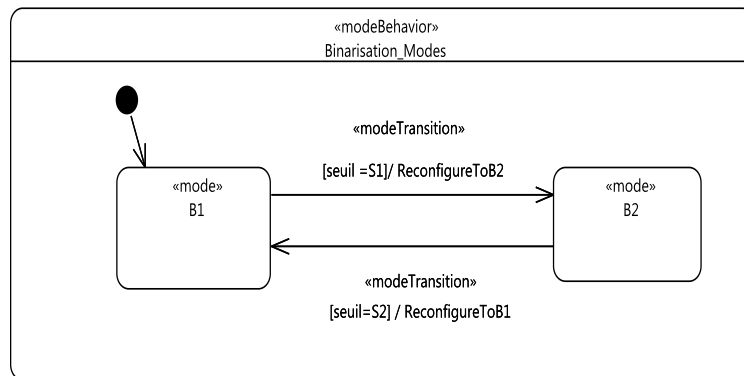 «modeBehavior»
Binarisation_Modes
«modeTransition»
[seuil =S1]/ ReconfigureToB2
«mode»
B1
«mode»
B2
«modeTransition»
[seuil=S2] / ReconfigureToB1